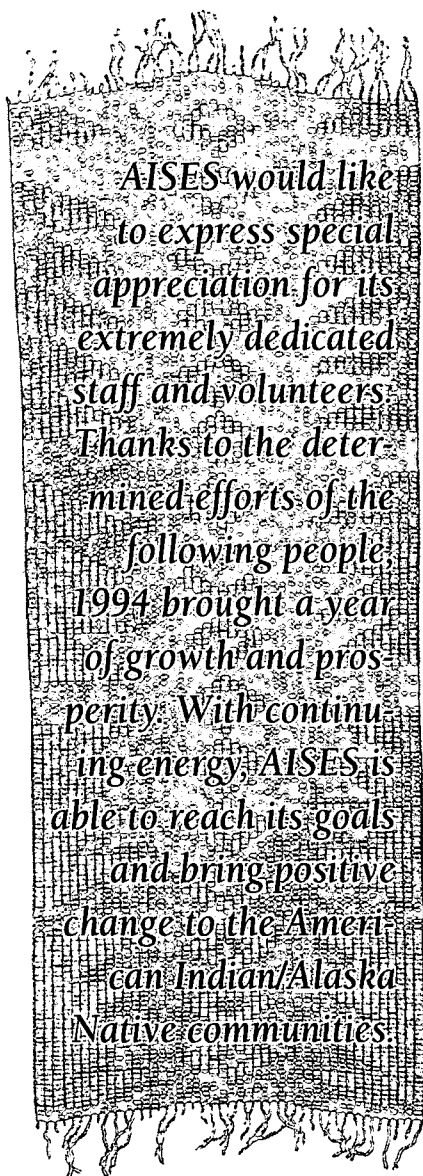 AISES would like
to express special
appreciation for its
extremely dedicated
staff and volunteers.
Thanks to the deter-
mined efforts of the
following people,
1994 brought a year
of growth and pros-
perity. With continu-
ing energy, AISES is
able to reach its goals
and bring positive
change to the Ameri-
can Indian/Alaska
Native communities.